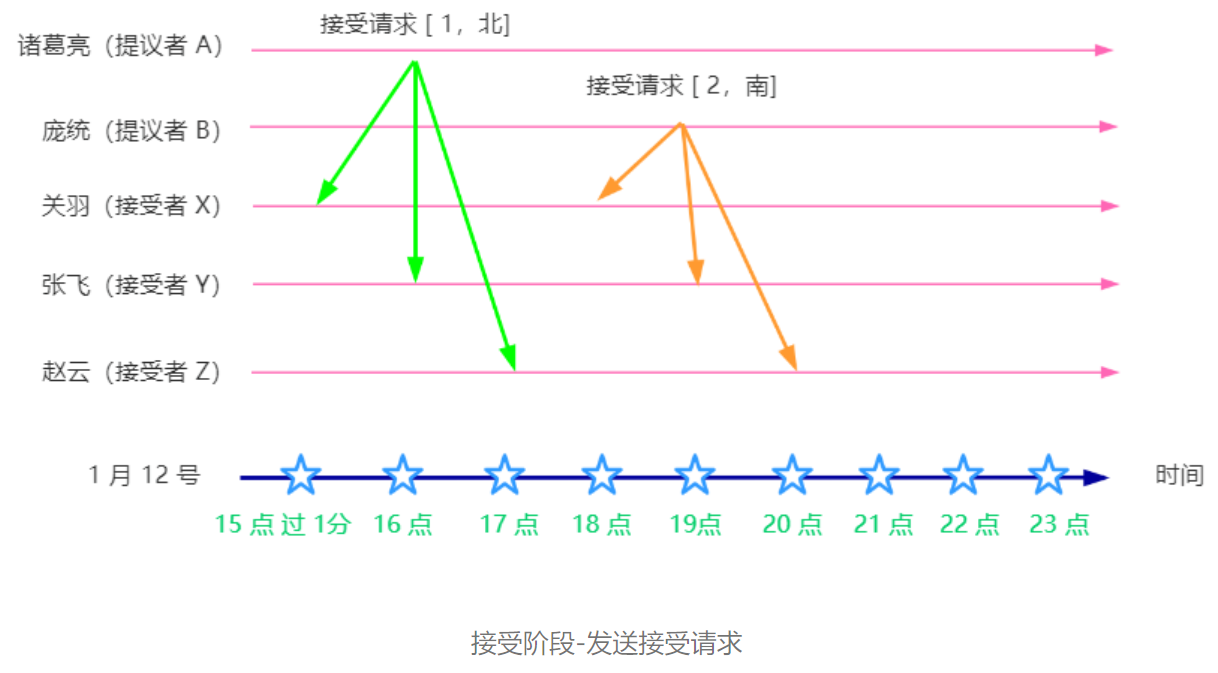 接受请求 [ 1，北]
诸葛亮（提议者 A）
接受请求 [ 2，南]
庞统（提议者 B）
关羽（接受者 X）
张飞（接受者 Y）
赵云（接受者 Z）
1 月 12 号
时间
15 点 过 1分 16 点 17 点 18 点 19点 20 点 21 点 22 点 23 点
接受阶段-发送接受请求